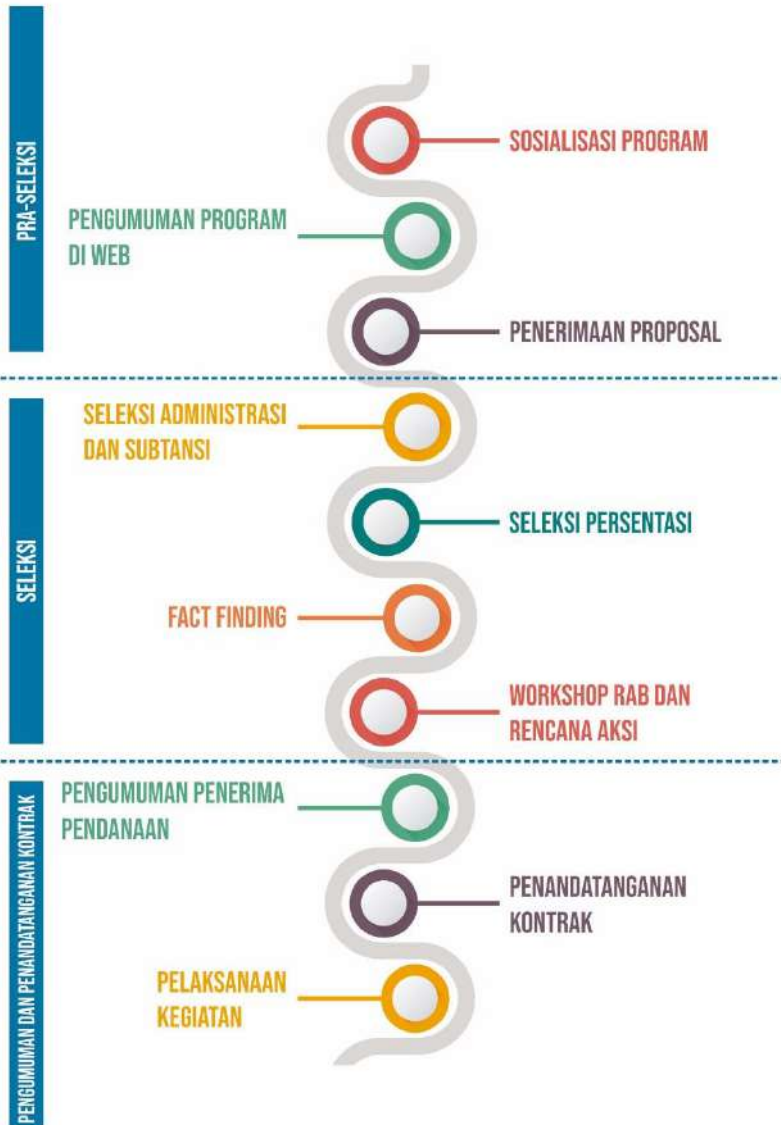 PRA-SELEKSI
SOSIALISASI PROGRAM
PENGUMUMAN PROGRAM
DI WEB
PENERIMAAN PROPOSAL
SELEKSI
SELEKSI ADMINISTRASI
DAN SUBTANSI
SELEKSI PERSENTASI
FACT FINDING
WORKSHOP RAB DAN
RENCANA AKSI
PENGUMUMAN DAN PENANDATANGANAN KONTRAK
PENGUMUMAN PENERIMA
PENDANAAN
PENANDATANGANAN
KONTRAK
PELAKSANAAN
KEGIATAN